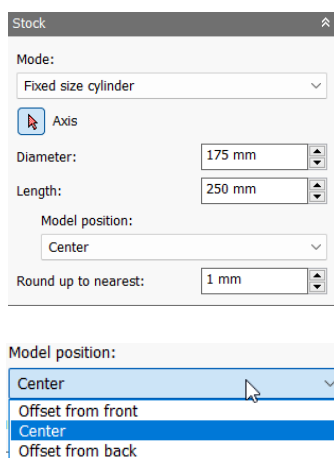 Stock
Mode:
Fixed size cylinder
Axis
Diameter:
175 mm
Length:
250 mm
Model position:
Center
Round up to nearest:
1 mm
Model position:
Center
Offset from front
Center
Offset from back